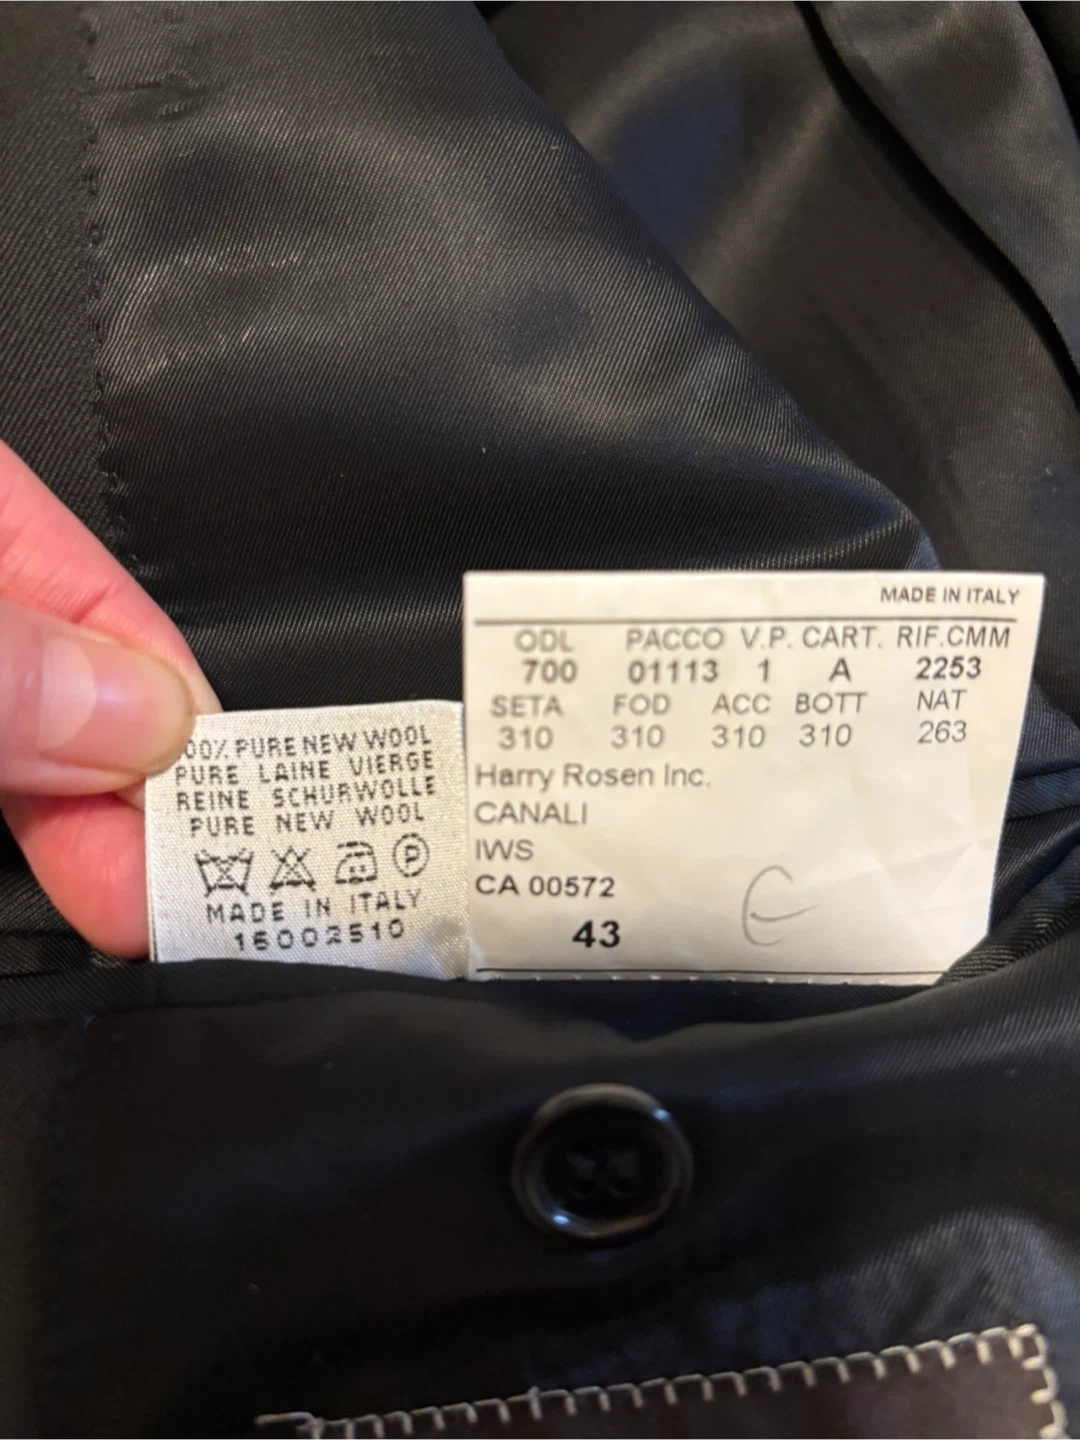 00% PURE NEW WOOL
PURE LAINE VIERGE
REINE SCHURWOLLE
PURE NEW WOOL
P
MADE IN ITALY
16002510
MADE IN ITALY
ODL PACCO V.P. CART. RIF.CMM
700 01113 1 A 2253
SETA FOD ACC BOTT NAT
310 310 310 310 263
Harry Rosen Inc.
CANALI
IWS
CA 00572
43